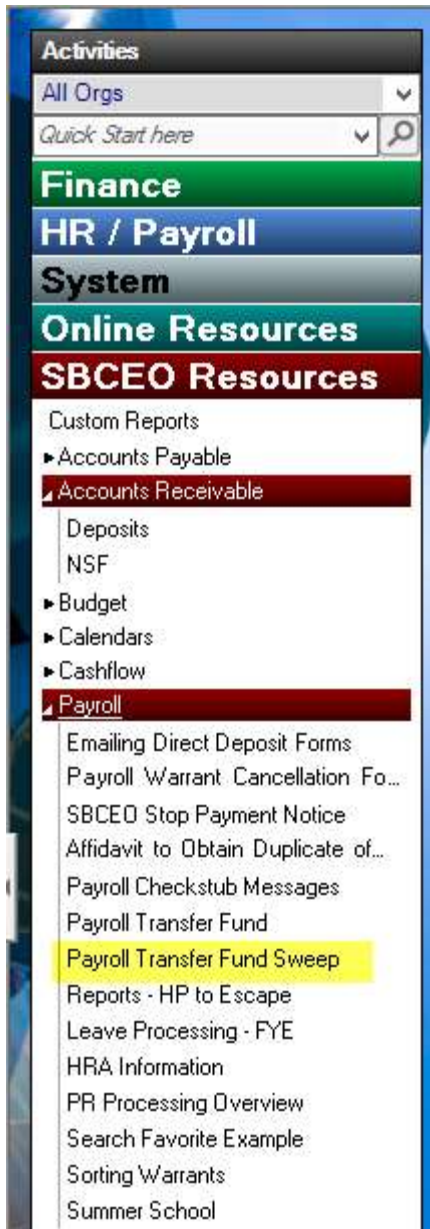 Activities
All Orgs
Quick Start here
Finance
HR / Payroll
System
Online Resources
SBCEO Resources
Custom Reports
Accounts Payable
Accounts Receivable
Deposits
NSF
Budget
Calendars
Cashflow
Payroll
Emailing Direct Deposit Forms
Payroll Warrant Cancellation Fo...
SBCEO Stop Payment Notice
Affidavit to Obtain Duplicate of...
Payroll Checkstub Messages
Payroll Transfer Fund
Payroll Transfer Fund Sweep
Reports - HP to Escape
Leave Processing - FYE
HRA Information
PR Processing Overview
Search Favorite Example
Sorting Warrants
Summer School